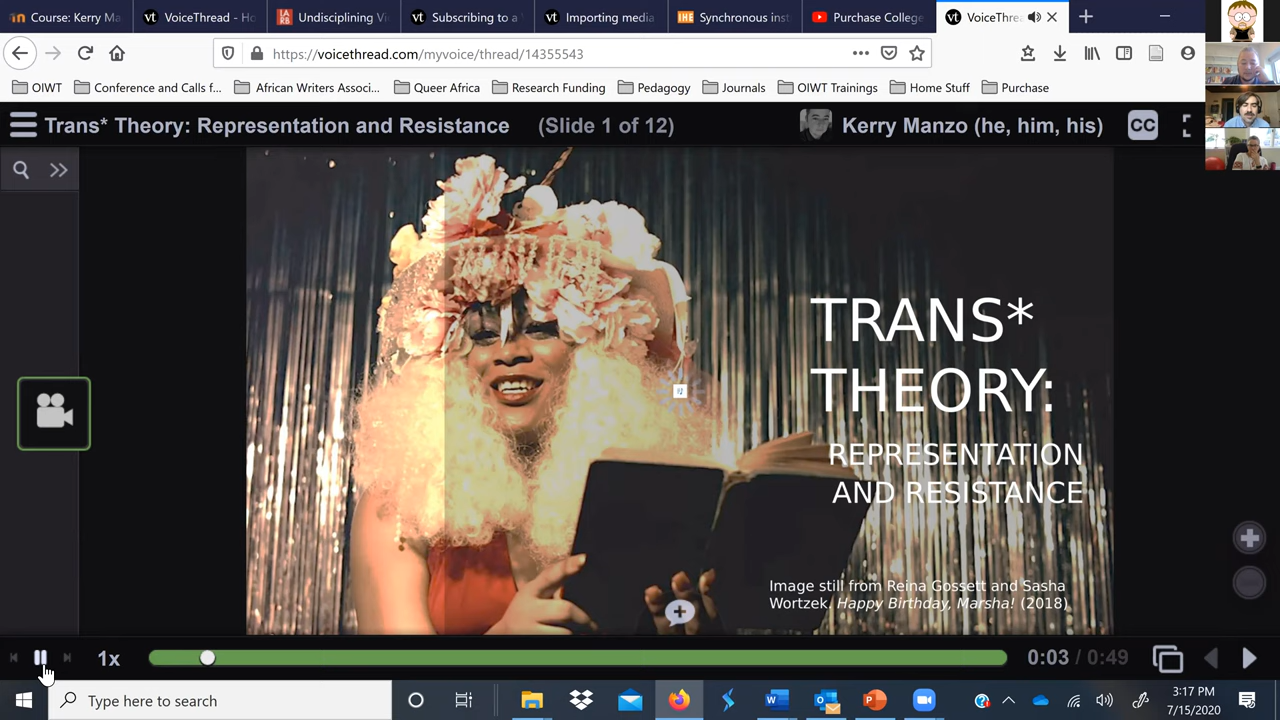 Course: Kerry Ma
VoiceThread - Ho
Undisciplining Vi
Subscribing to a
Importing media
Synchronous inst
Purchase College
VoiceThre
https://voicethread.com/myvoice/thread/14355543
OIWT
Conference and Calls f...
African Writers Associ...
Queer Africa
Research Funding
Pedagogy
Journals
OIWT Trainings
Home Stuff
Purchase
Trans* Theory: Representation and Resistance (Slide 1 of 12)
Kerry Manzo (he, him, his)
CC
TRANS*
THEORY:
REPRESENTATION
AND RESISTANCE
Image still from Reina Gossett and Sasha
Wortzek. Happy Birthday, Marsha! (2018)
1x
0:03 / 0:49
Type here to search
3:17 PM
7/15/2020